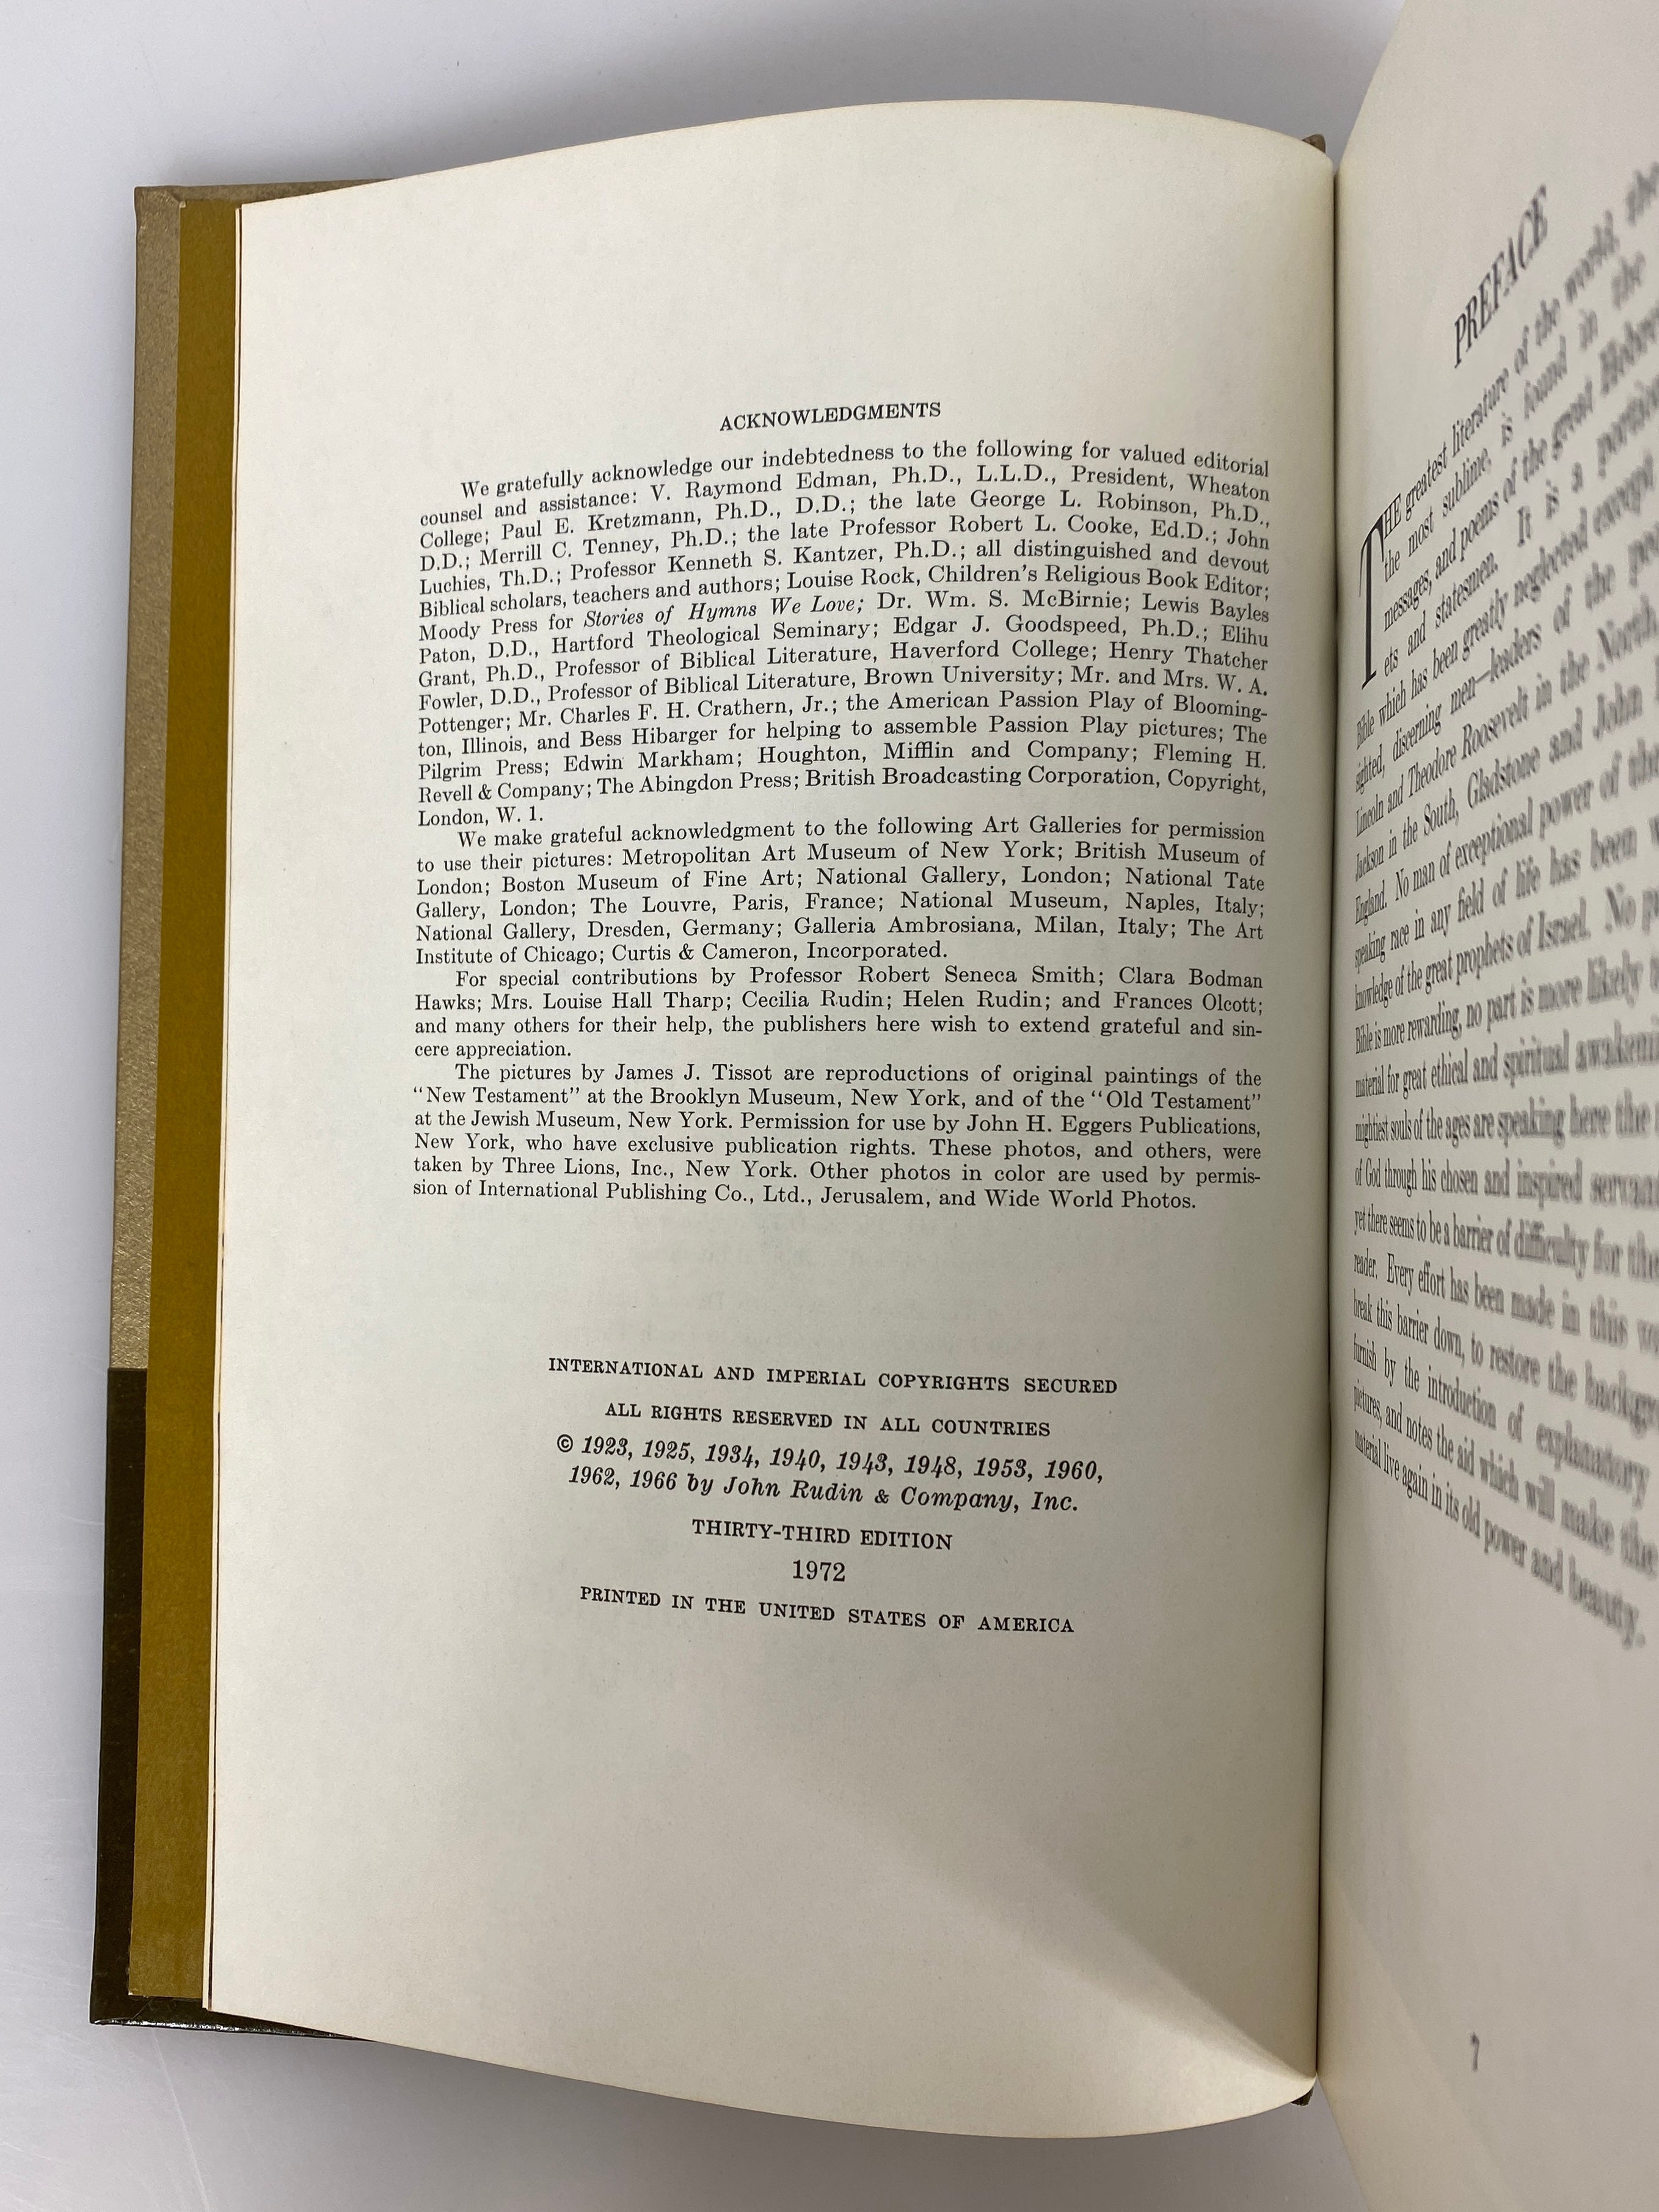 ACKNOWLEDGMENTS
We gratefully acknowledge our indebtedness to the following for valued editorial
counsel and assistance: V. Raymond Edman, Ph.D., L.L.D., President, Wheaton
College; Paul E. Kretzmann, Ph.D., D.D.; the late George L. Robinson, Ph.D.,
D.D.; Merrill C. Tenney, Ph.D.; the late Professor Robert L. Cooke, Ed.D.; John
Luchies, Th.D.; Professor Kenneth S. Kantzer, Ph.D.; all distinguished and devout
Biblical scholars, teachers and authors; Louise Rock, Children's Religious Book Editor;
Moody Press for Stories of Hymns We Love; Dr. Wm. S. McBirnie; Lewis Bayles
Paton, D.D., Hartford Theological Seminary; Edgar J. Goodspeed, Ph.D.; Elihu
Grant, Ph.D., Professor of Biblical Literature, Haverford College; Henry Thatcher
Fowler, D.D., Professor of Biblical Literature, Brown University; Mr. and Mrs. W. A.
Pottenger; Mr. Charles F. H. Crathern, Jr.; the American Passion Play of Blooming-
ton, Illinois, and Bess Hibarger for helping to assemble Passion Play pictures; The
Pilgrim Press; Edwin Markham; Houghton, Mifflin and Company; Fleming H.
Revell & Company; The Abingdon Press; British Broadcasting Corporation, Copyright,
London, W. 1.
We make grateful acknowledgment to the following Art Galleries for permission
to use their pictures: Metropolitan Art Museum of New York; British Museum of
London; Boston Museum of Fine Art; National Gallery, London; National Tate
Gallery, London; The Louvre, Paris, France; National Museum, Naples, Italy;
National Gallery, Dresden, Germany; Galleria Ambrosiana, Milan, Italy; The Art
Institute of Chicago; Curtis & Cameron, Incorporated.
For special contributions by Professor Robert Seneca Smith; Clara Bodman
Hawks; Mrs. Louise Hall Tharp; Cecilia Rudin; Helen Rudin; and Frances Olcott;
and many others for their help, the publishers here wish to extend grateful and sin-
cere appreciation.
The pictures by James J. Tissot are reproductions of original paintings of the
"New Testament" at the Brooklyn Museum, New York, and of the "Old Testament"
at the Jewish Museum, New York. Permission for use by John H. Eggers Publications,
New York, who have exclusive publication rights. These photos, and others, were
taken by Three Lions, Inc., New York. Other photos in color are used by permis-
sion of International Publishing Co., Ltd., Jerusalem, and Wide World Photos.
INTERNATIONAL AND IMPERIAL COPYRIGHTS SECURED
ALL RIGHTS RESERVED IN ALL COUNTRIES
© 1923, 1925, 1934, 1940, 1943, 1948, 1953, 1960,
1962, 1966 by John Rudin & Company, Inc.
THIRTY-THIRD EDITION
1972
PRINTED IN THE UNITED STATES OF AMERICA
PREFACE
THE greatest literature of the world, the
the most sublime, is found in the
messages, and poems of the great
ets and statesmen. It is a
Bible which has been greatly neglected except
sighted, discerning men—leaders of the
Lincoln and Theodore Roosevelt in the North,
Jackson in the South, Gladstone and John
England. No man of exceptional power of the
speaking race in any field of life has been
knowledge of the great prophets of Israel. No
Bible is more rewarding, no part is more likely
material for great ethical and spiritual
mightiest souls of the ages are speaking here the
of God through his chosen and inspired
yet there seems to be a barrier of difficulty for the
reader. Every effort has been made in this
break this barrier down, to restore the
furnish by the introduction of explanatory
pictures, and notes the aid which will make the
material live again in its old power and beauty.
7